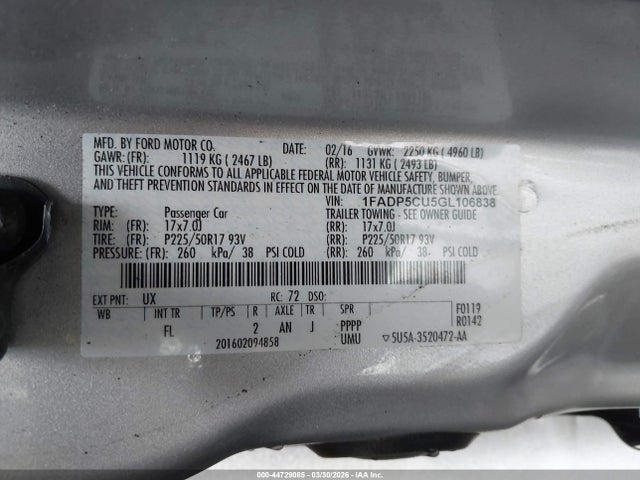 MFD. BY FORD MOTOR CO. DATE: 02/16 GVWR: 2250 KG ( 4960 LB)
GAWR: (FR): 1119 KG ( 2467 LB) (RR): 1131 KG ( 2493 LB)
THIS VEHICLE CONFORMS TO ALL APPLICABLE FEDERAL MOTOR VEHICLE SAFETY, BUMPER,
AND THEFT PREVENTION STANDARDS IN EFFECT ON THE DATE OF MANUFACTURE SHOWN ABOVE.
VIN: 1FADP5CU5GL106838
TYPE: Passenger Car TRAILER TOWING - SEE OWNER GUIDE
RIM: (FR): 17x7.0J (RR): 17x7.0J
TIRE: (FR): P225/50R17 93V (RR): P225/50R17 93V
PRESSURE: (FR): 260 kPa/ 38 PSI COLD (RR): 260 kPa/ 38 PSI COLD
EXT PNT: UX RC: 72 DSO:
WB INT TR TP/PS R AXLE TR SPR F0119
R0142
FL 2 AN J PPPP
201602094858 UMU ▽5U5A-3520472-AA
000-44729085 | 03/30/2026 - IAA, Inc.